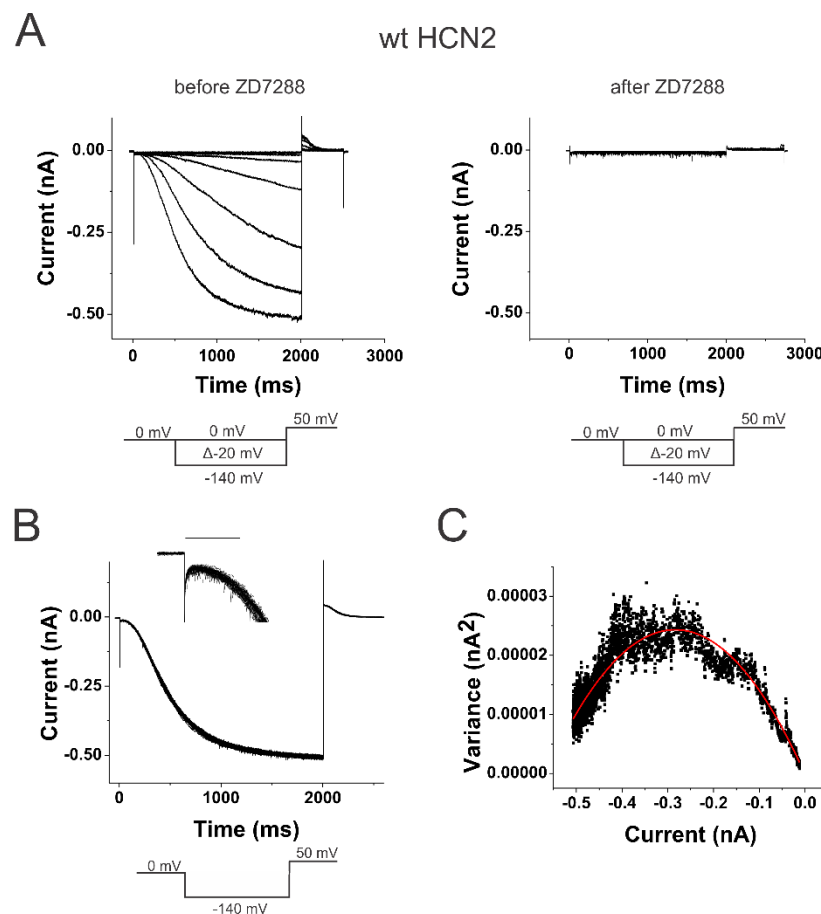 A
wt HCN2
before ZD7288
after ZD7288
0.00
-0.25
-0.50
Current (nA)
0
1000
2000
3000
Time (ms)
0.00
-0.25
-0.50
Current (nA)
0
1000
2000
3000
Time (ms)
0 mV
0 mV
50 mV
Δ-20 mV
-140 mV
0 mV
0 mV
50 mV
Δ-20 mV
-140 mV
B
0.00
-0.25
-0.50
Current (nA)
0
1000
2000
Time (ms)
0 mV
50 mV
-140 mV
C
0.00003
0.00002
0.00001
0.00000
Variance (nA²)
-0.5
-0.4
-0.3
-0.2
-0.1
0.0
Current (nA)